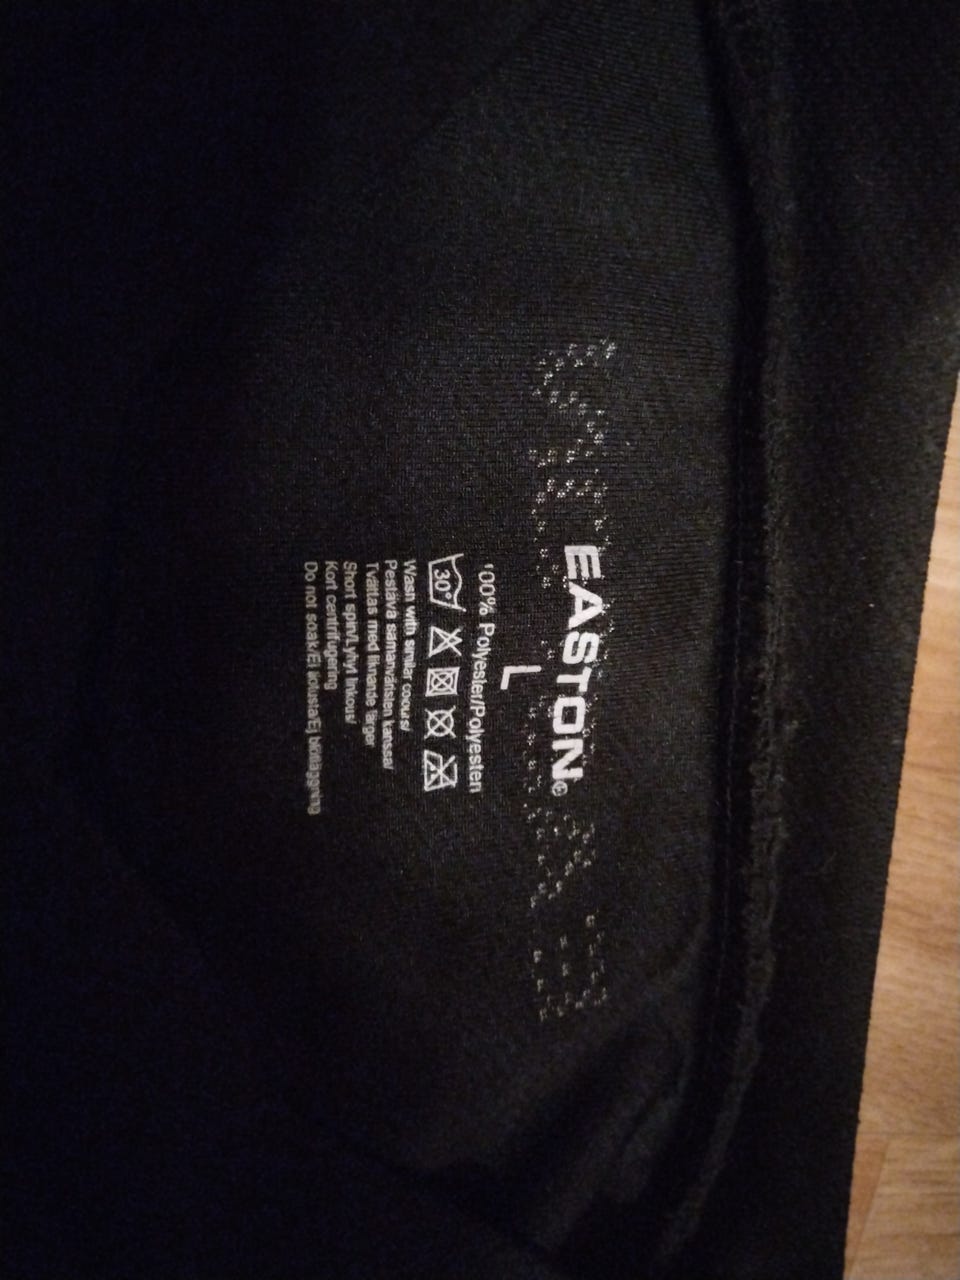 EASTON©
L
100% Polyester/Polyesteri
30°
Wash with similar colours/
Pestävä samanväristen kanssa/
Tvättas med liknande färger
Short spin/Lyhyt linkous/
Kort centrifugering
Do not soak/Ei liotusta/Ej blötläggning